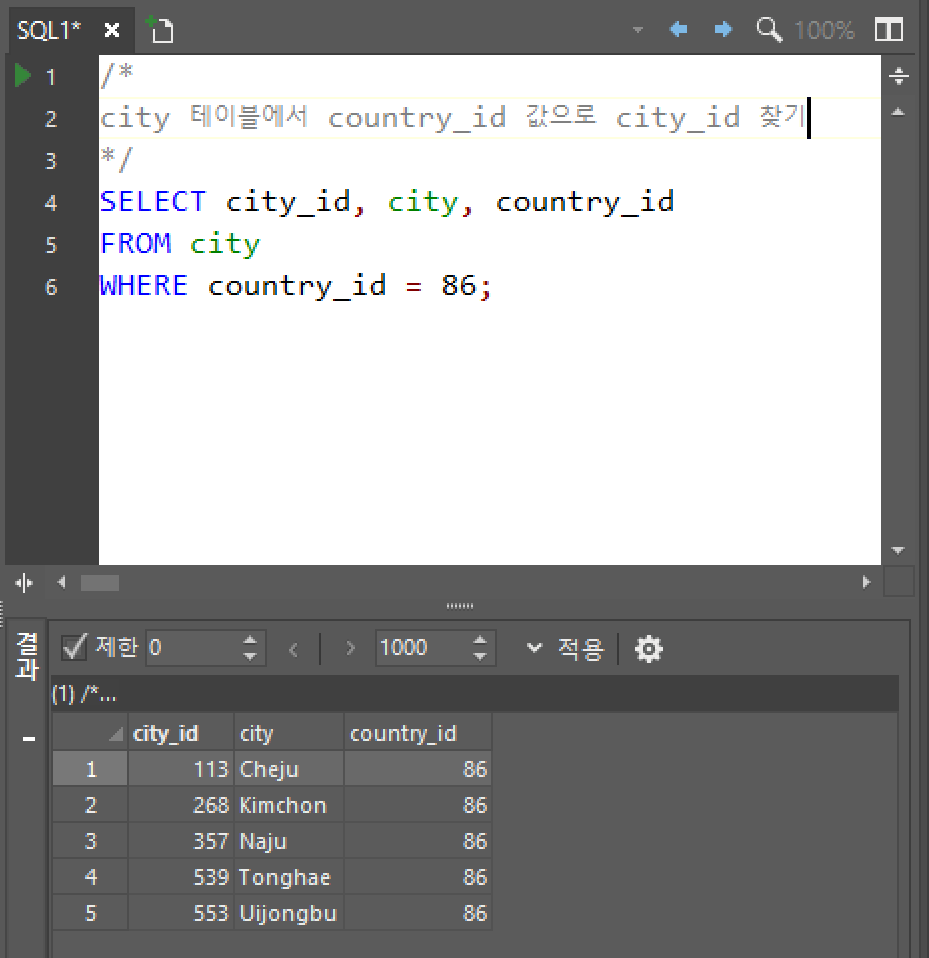 SQL1*
100%
1 /*
2 city 테이블에서 country_id 값으로 city_id 찾기
3 */
4 SELECT city_id, city, country_id
5 FROM city
6 WHERE country_id = 86;
결과
제한 0 1000 적용
(1) /*...
city_id city country_id
1 113 Cheju 86
2 268 Kimchon 86
3 357 Naju 86
4 539 Tonghae 86
5 553 Uijongbu 86